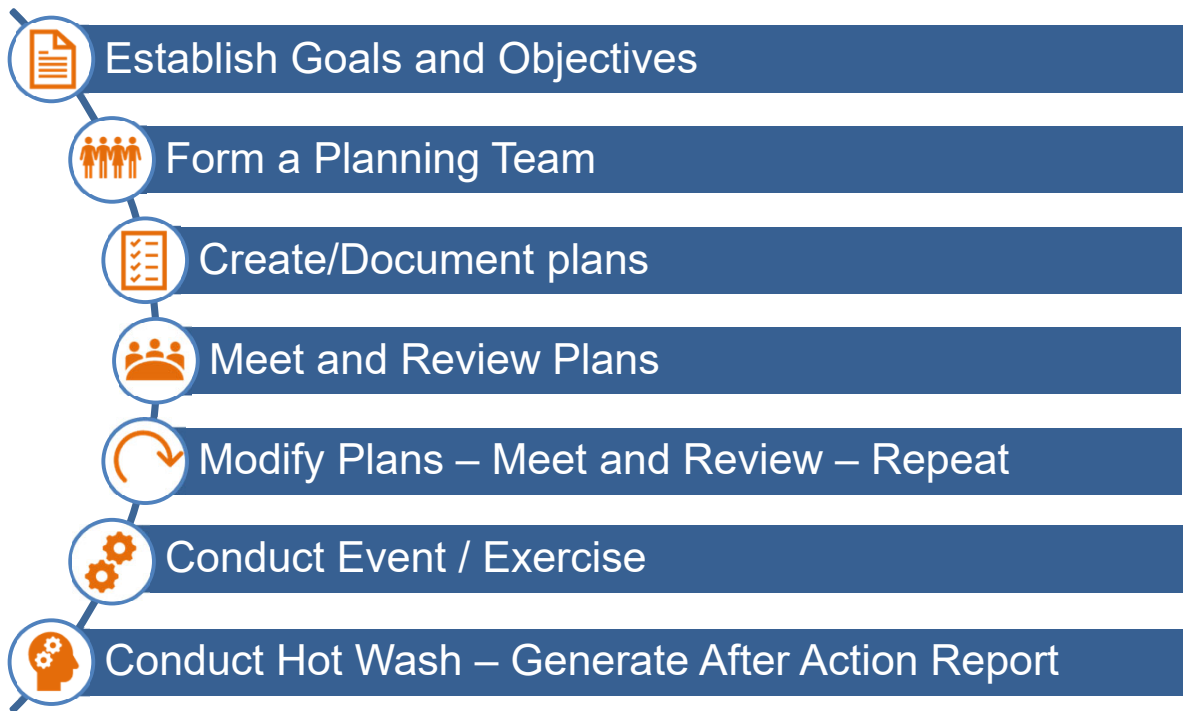 Establish Goals and Objectives
Form a Planning Team
Create/Document plans
Meet and Review Plans
Modify Plans – Meet and Review – Repeat
Conduct Event / Exercise
Conduct Hot Wash – Generate After Action Report